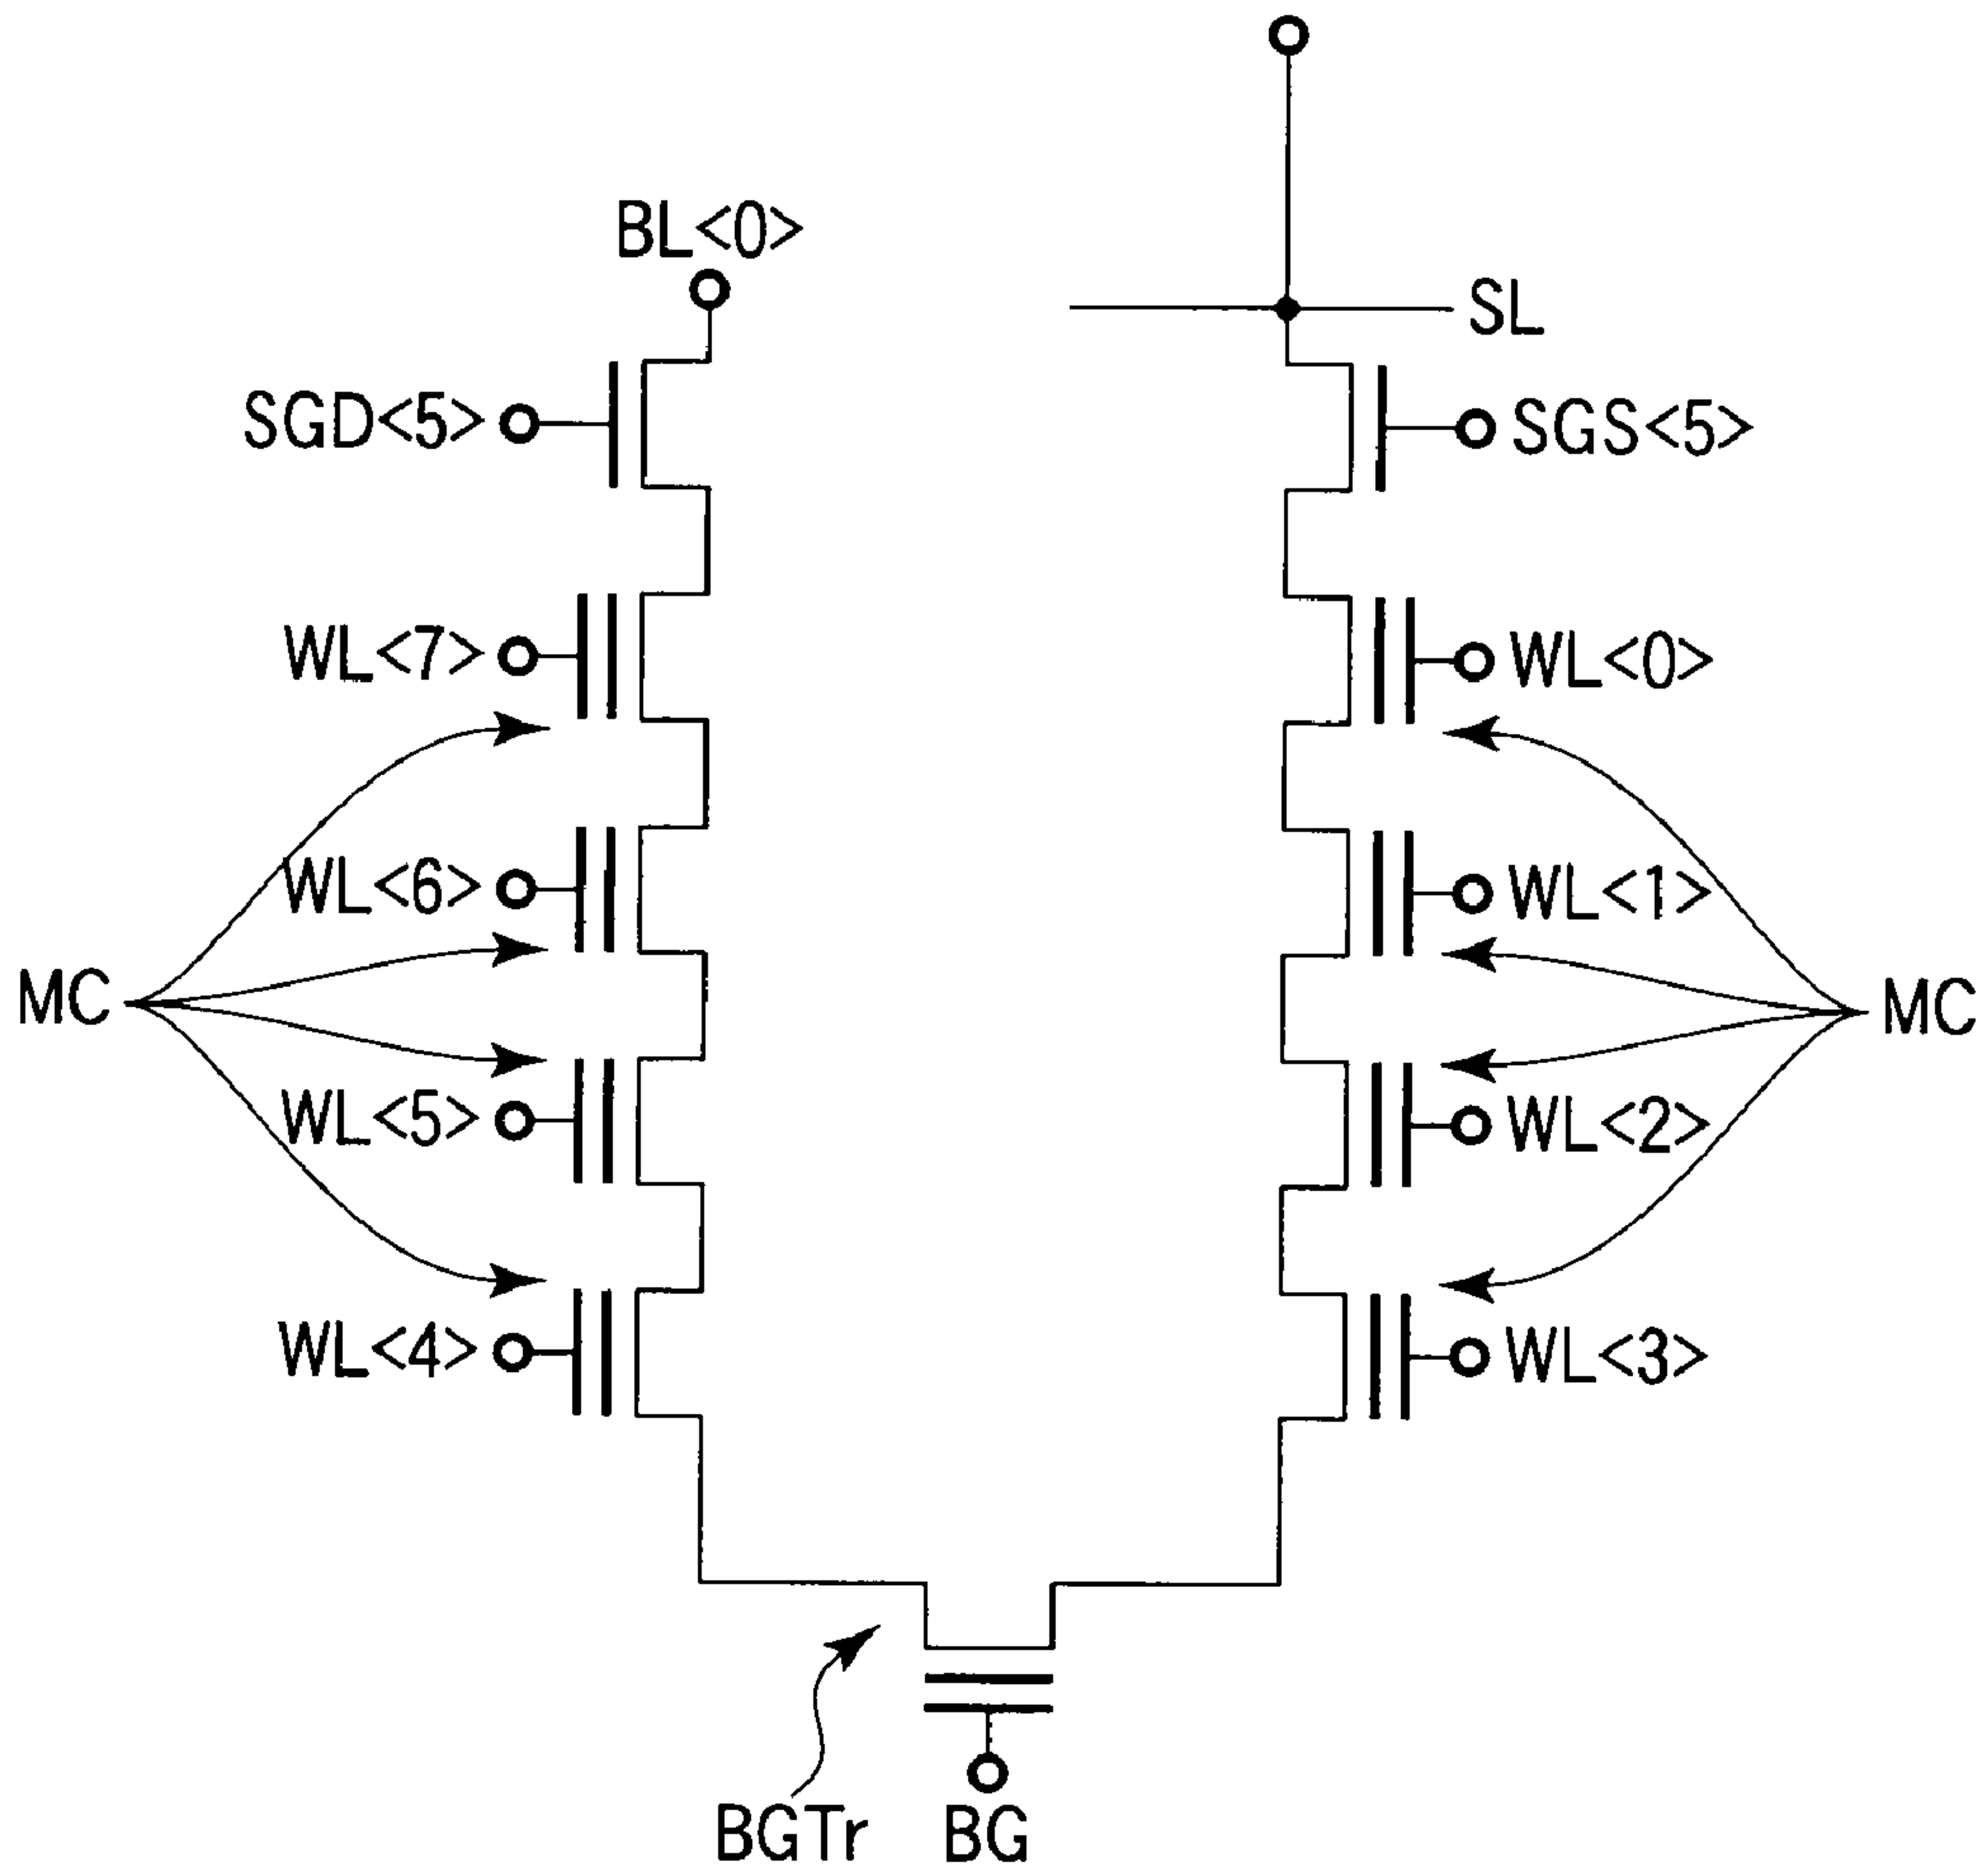 BL<0>
SL
SGD<5>
SGS<5>
WL<7>
WL<0>
WL<6>
WL<1>
MC
MC
WL<5>
WL<2>
WL<4>
WL<3>
BGTr
BG